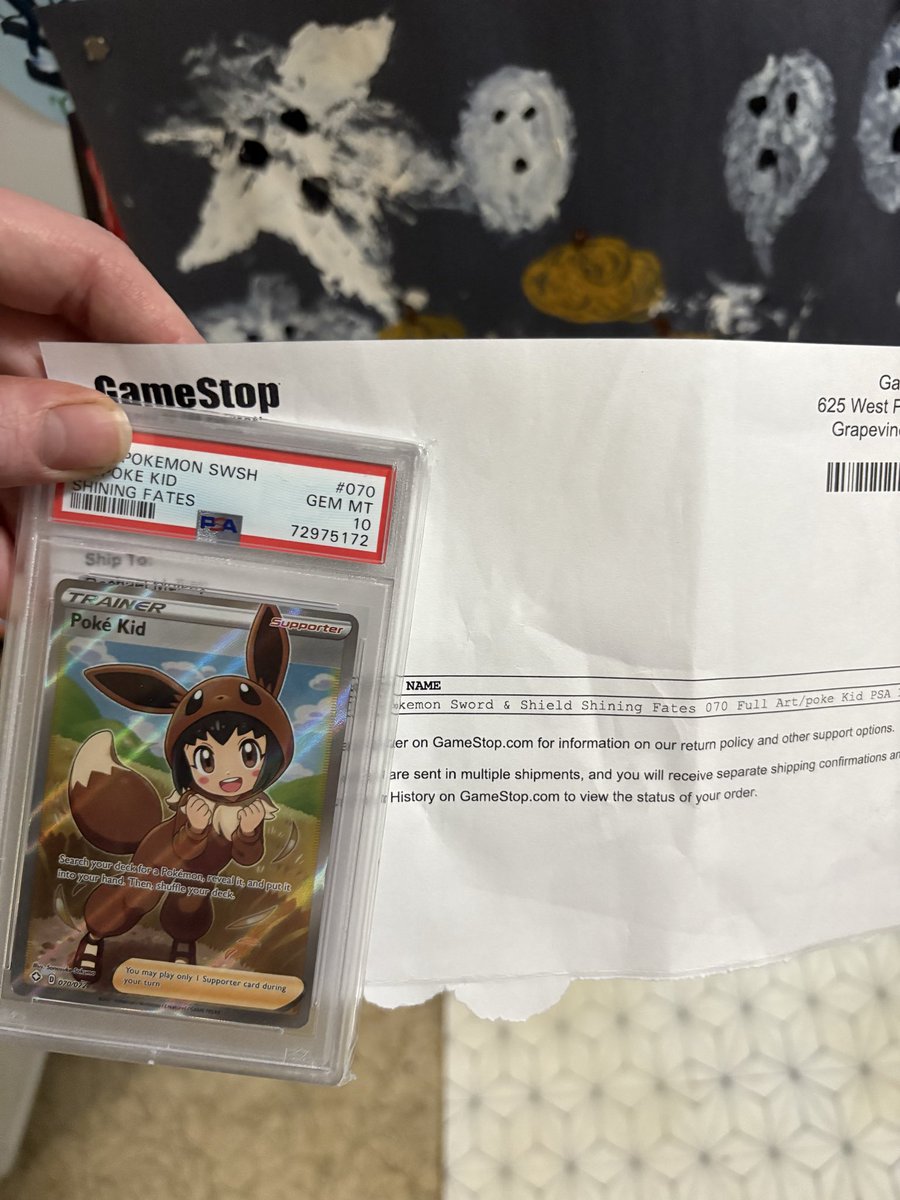 GameStop
Ga
625 West
Grapevin
POKEMON SWSH
#070
POKE KID
GEM MT
SHINING FATES
10
PSA
72975172
Ship To:
TRAINER
Supporter
Poké Kid
Search your deck for a Pokémon, reveal it, and put it
into your hand. Then, shuffle your deck.
You may play only 1 Supporter card during
your turn
D 070/072
NAME
kemon Sword & Shield Shining Fates 070 Full Art/poke Kid PSA
er on GameStop.com for information on our return policy and other support options.
are sent in multiple shipments, and you will receive separate shipping confirmations an
History on GameStop.com to view the status of your order.